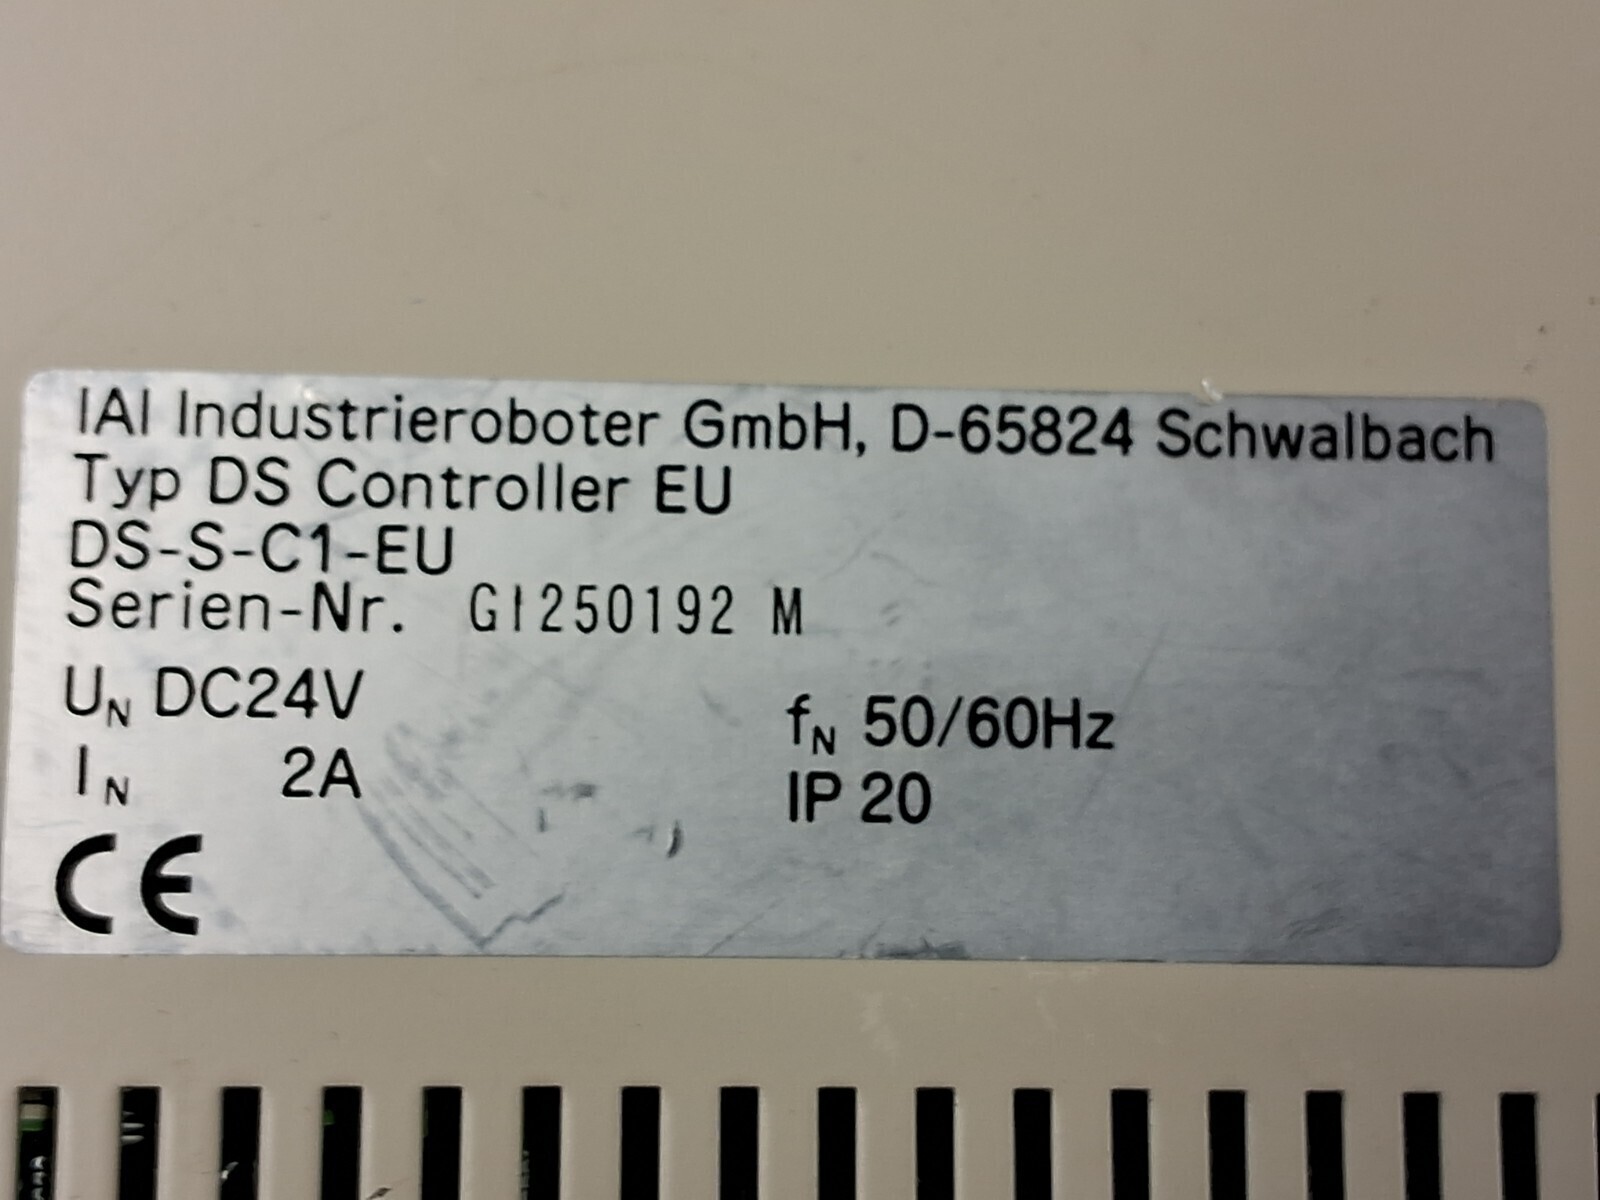 IAI Industrieroboter GmbH, D-65824 Schwalbach
Typ DS Controller EU
DS-S-C1-EU
Serien-Nr. GI250192 M
UN DC24V
fN 50/60Hz
IN 2A
IP 20
CE